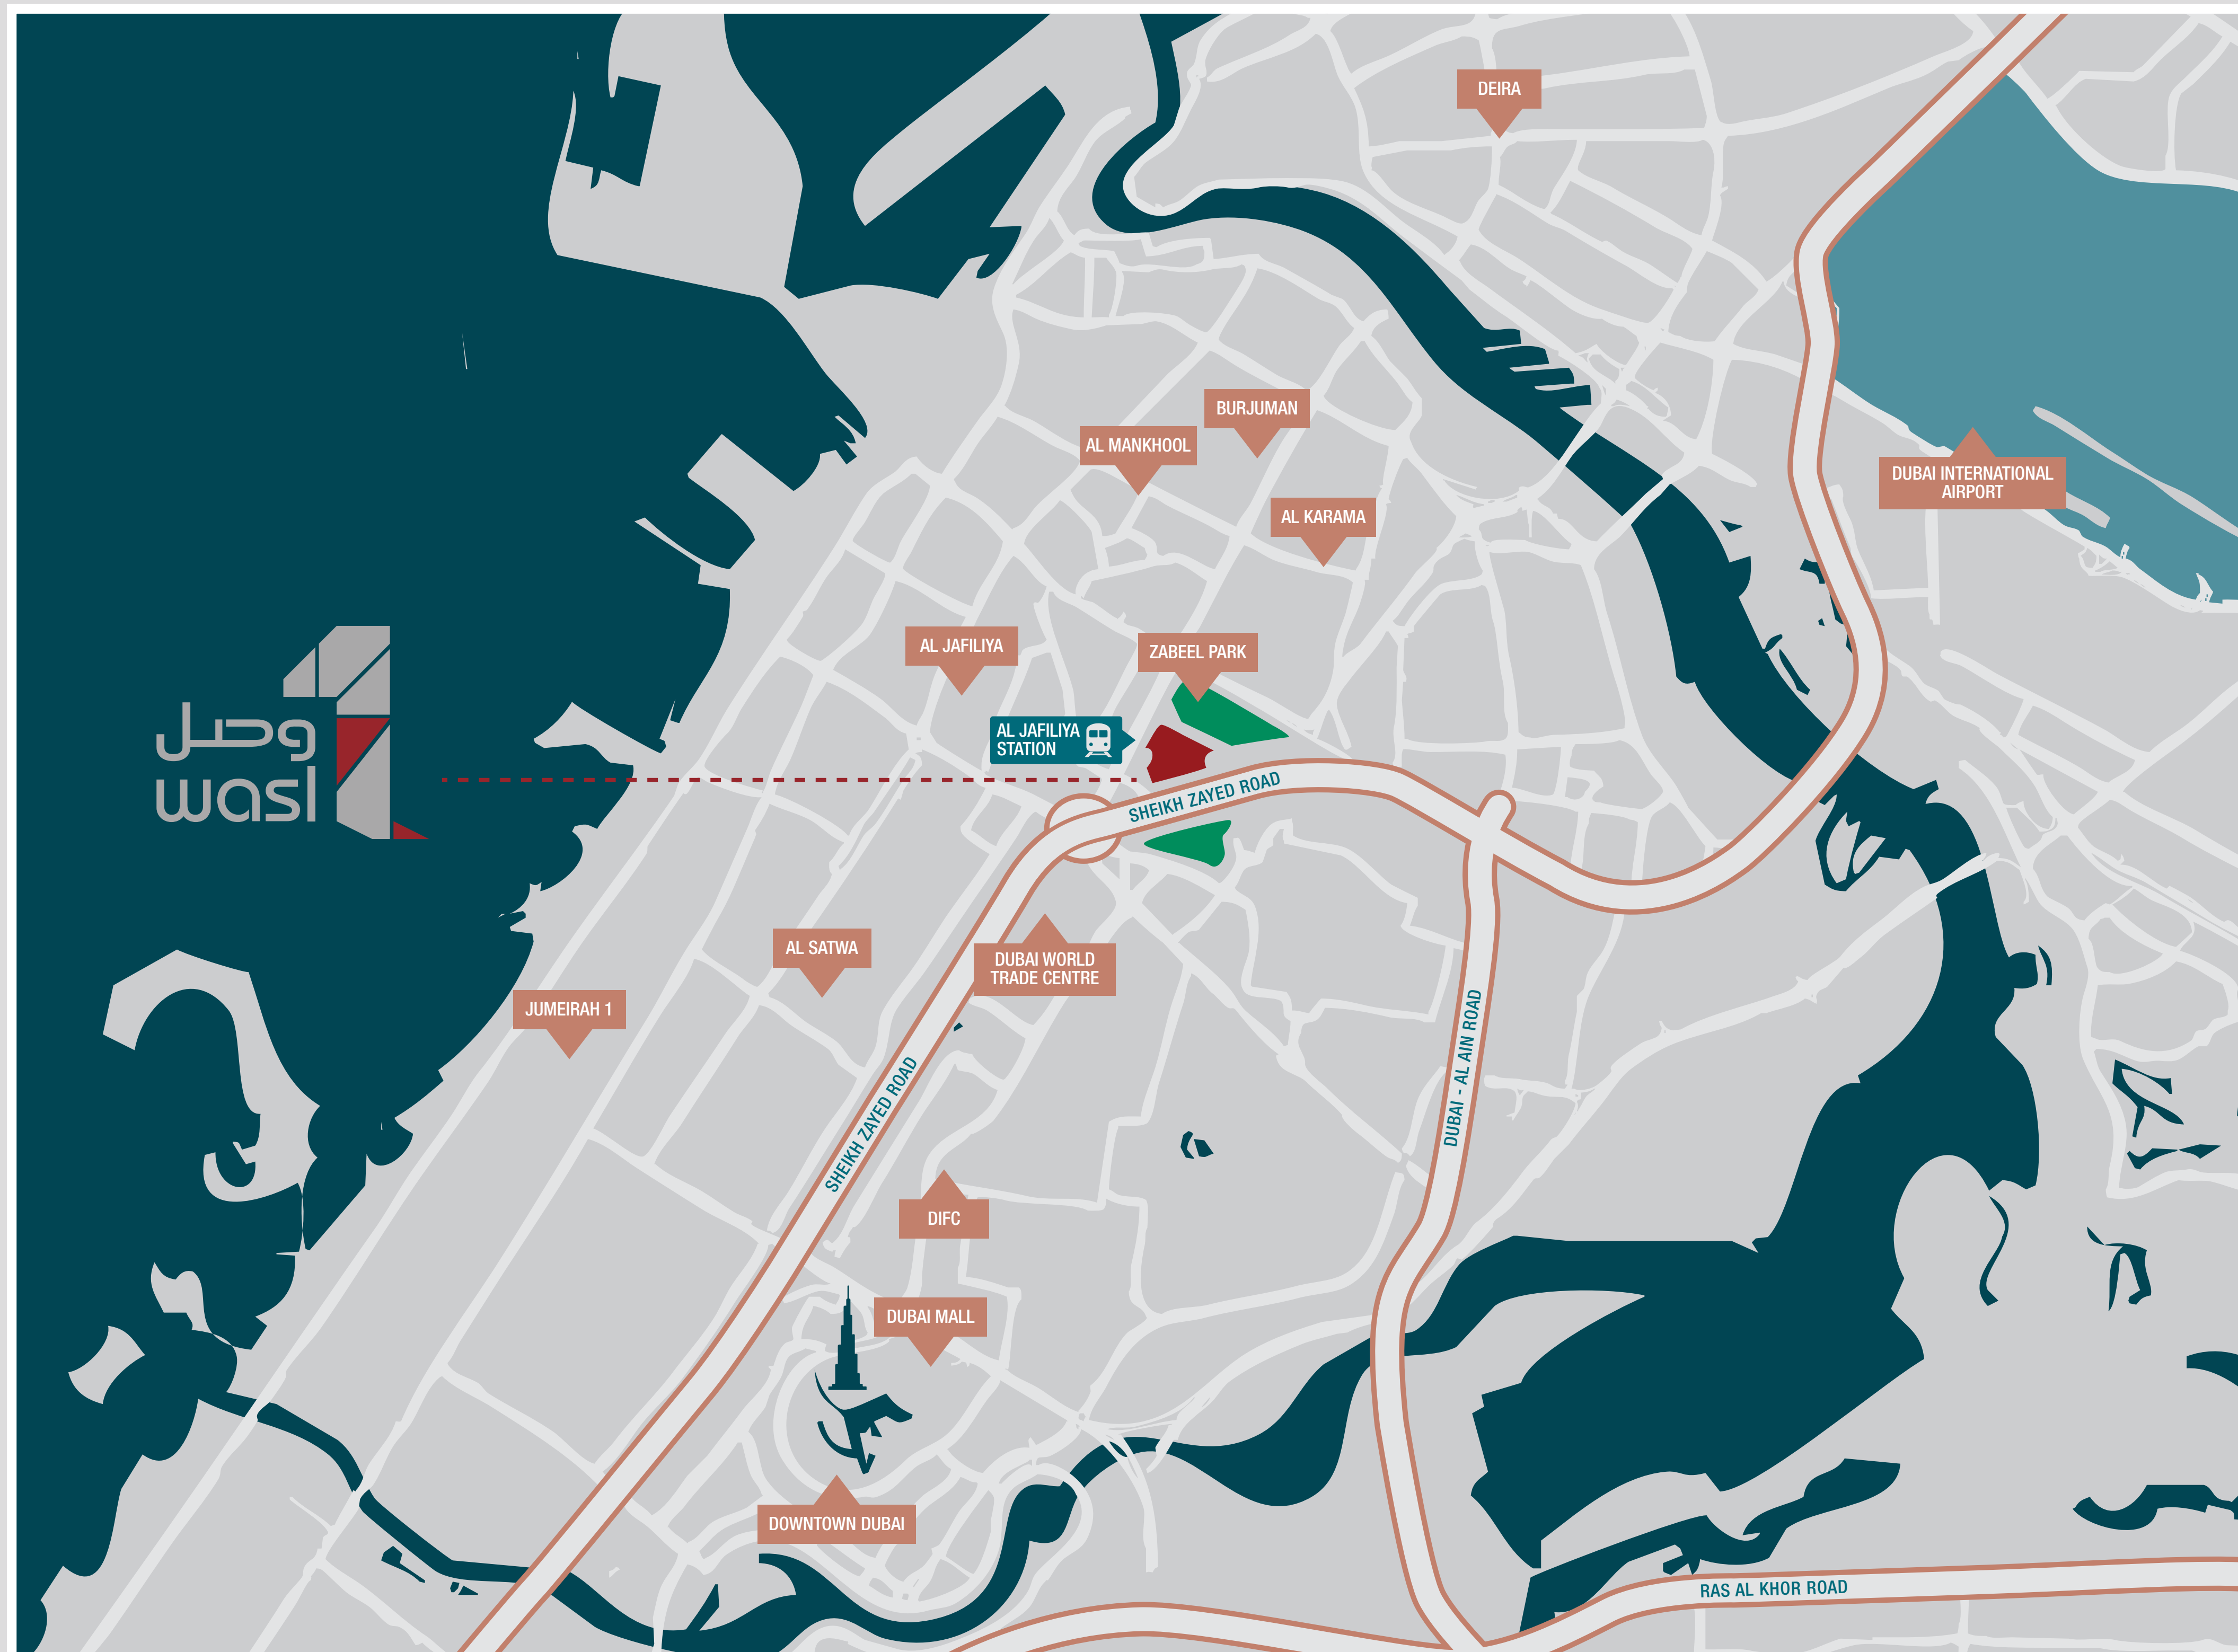 DEIRA
BURJUMAN
AL MANKHOOL
DUBAI INTERNATIONAL
AIRPORT
AL KARAMA
AL JAFILIYA
ZABEEL PARK
AL JAFILIYA
STATION
وصل
wasl
SHEIKH ZAYED ROAD
AL SATWA
DUBAI WORLD
TRADE CENTRE
JUMEIRAH 1
DUBAI - AL AIN ROAD
SHEIKH ZAYED ROAD
DIFC
DUBAI MALL
DOWNTOWN DUBAI
RAS AL KHOR ROAD